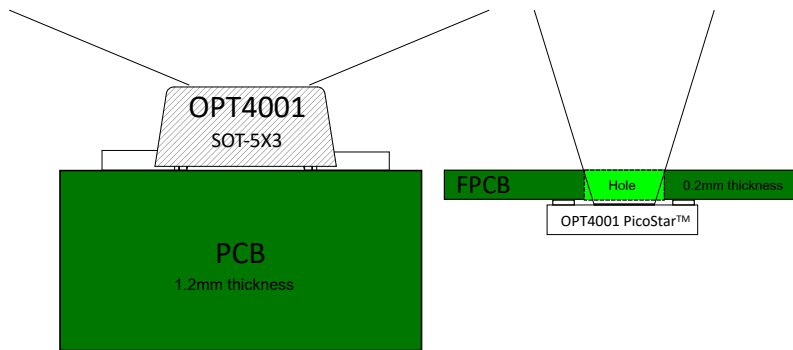 OPT4001
SOT-5X3
PCB
1.2mm thickness
FPCB
Hole
0.2mm thickness
OPT4001 PicoStar™